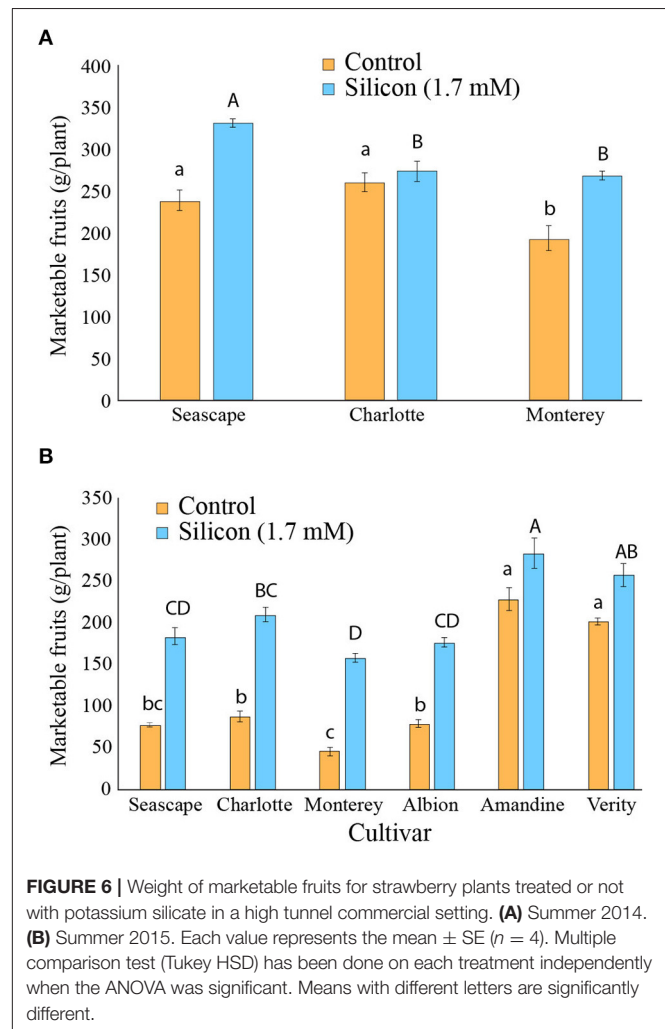 A
400
350
300
250
200
150
100
50
0
Marketable fruits (g/plant)
Control
Silicon (1.7 mM)
a
A
a
B
b
B
Seascape Charlotte Monterey
B
350
300
250
200
150
100
50
0
Marketable fruits (g/plant)
Control
Silicon (1.7 mM)
bc
CD
b
BC
c
D
b
CD
a
A
a
AB
Seascape Charlotte Monterey Albion Amandine Verity
Cultivar
FIGURE 6 | Weight of marketable fruits for strawberry plants treated or not
with potassium silicate in a high tunnel commercial setting. (A) Summer 2014.
(B) Summer 2015. Each value represents the mean ± SE (n = 4). Multiple
comparison test (Tukey HSD) has been done on each treatment independently
when the ANOVA was significant. Means with different letters are significantly
different.